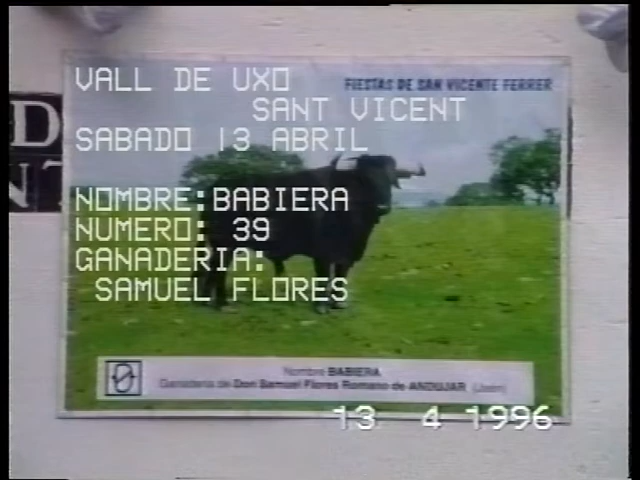 VALL DE UXO
FIESTAS DE SAN VICENTE FERRER
SANT VICENT
SABADO 13 ABRIL
D
NOMBRE:BABIERA
NUMERO: 39
GANADERIA:
SAMUEL FLORES
Nombre BABIERA
Ganaderia de Don Samuel Flores Romano de ANDUJAR (Jaén)
13 4 1996